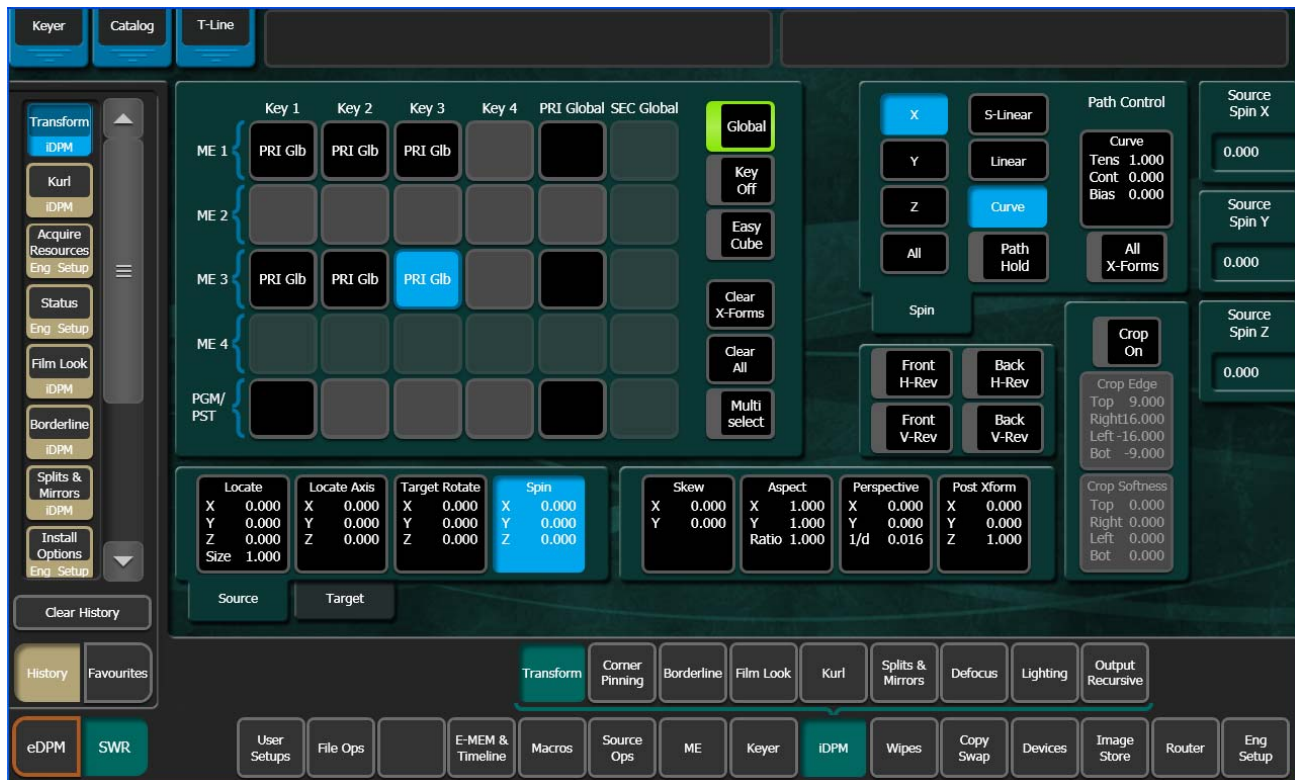 Keyer
Catalog
T-Line
Transform
iDPM
Kurl
iDPM
Acquire
Resources
Eng Setup
Status
Eng Setup
Film Look
iDPM
Borderline
iDPM
Splits &
Mirrors
iDPM
Install
Options
Eng Setup
Clear History
History
Favourites
eDPM
SWR
Key 1 Key 2 Key 3 Key 4 PRI Global SEC Global
ME 1 PRI Glb PRI Glb PRI Glb
ME 2
ME 3 PRI Glb PRI Glb PRI Glb
ME 4
PGM/
PST
Global
Key
Off
Easy
Cube
Clear
X-Forms
Clear
All
Multi
select
X
Y
Z
All
S-Linear
Linear
Curve
Path
Hold
Path Control
Curve
Tens 1.000
Cont 0.000
Bias 0.000
All
X-Forms
Spin
Source
Spin X
0.000
Source
Spin Y
0.000
Source
Spin Z
0.000
Front
H-Rev
Back
H-Rev
Front
V-Rev
Back
V-Rev
Crop
On
Crop Edge
Top 9.000
Right 16.000
Left -16.000
Bot -9.000
Crop Softness
Top 0.000
Right 0.000
Left 0.000
Bot 0.000
Locate
X 0.000
Y 0.000
Z 0.000
Size 1.000
Locate Axis
X 0.000
Y 0.000
Z 0.000
Target Rotate
X 0.000
Y 0.000
Z 0.000
Spin
X 0.000
Y 0.000
Z 0.000
Skew
X 0.000
Y 0.000
Aspect
X 1.000
Y 1.000
Ratio 1.000
Perspective
X 0.000
Y 0.000
1/d 0.016
Post Xform
X 0.000
Y 0.000
Z 1.000
Source
Target
Transform
Corner
Pinning
Borderline
Film Look
Kurl
Splits &
Mirrors
Defocus
Lighting
Output
Recursive
User
Setups
File Ops
E-MEM &
Timeline
Macros
Source
Ops
ME
Keyer
iDPM
Wipes
Copy
Swap
Devices
Image
Store
Router
Eng
Setup